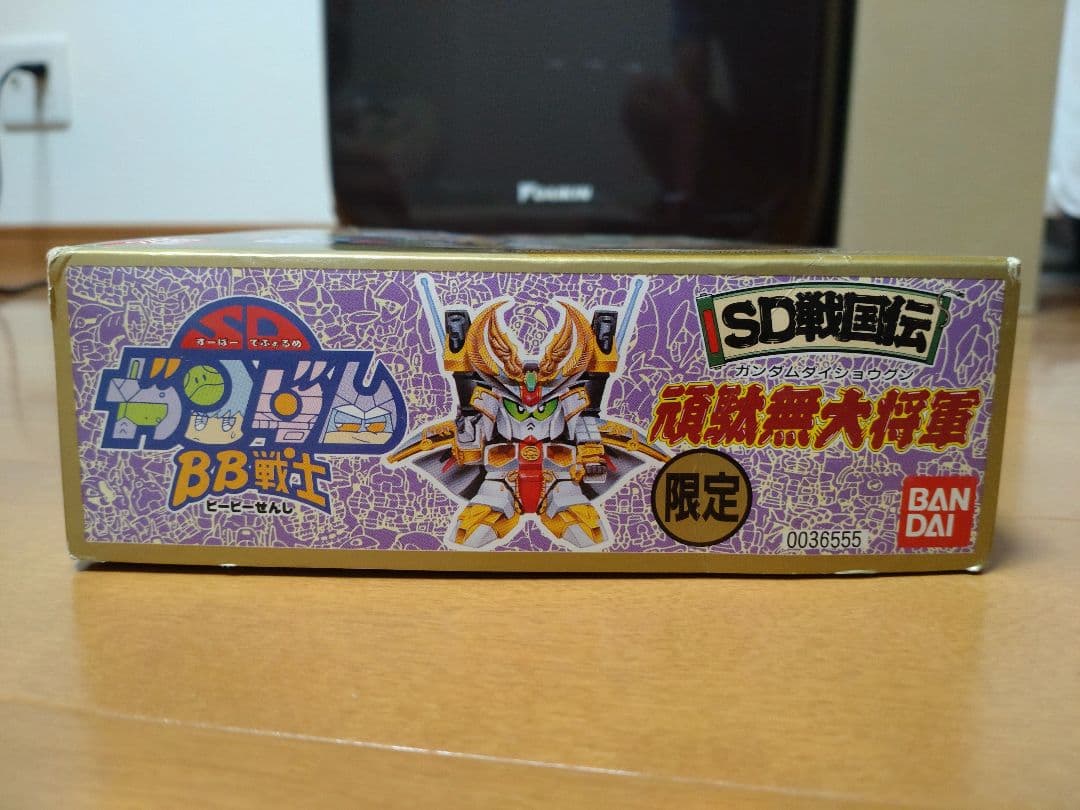 SD
すーぱー でふぉるめ
ガンダム
BB戦士
ビービーせんし
SD戦国伝
ガンダムダイショウグン
頑駄無大将軍
限定
0036555
BAN
DAI